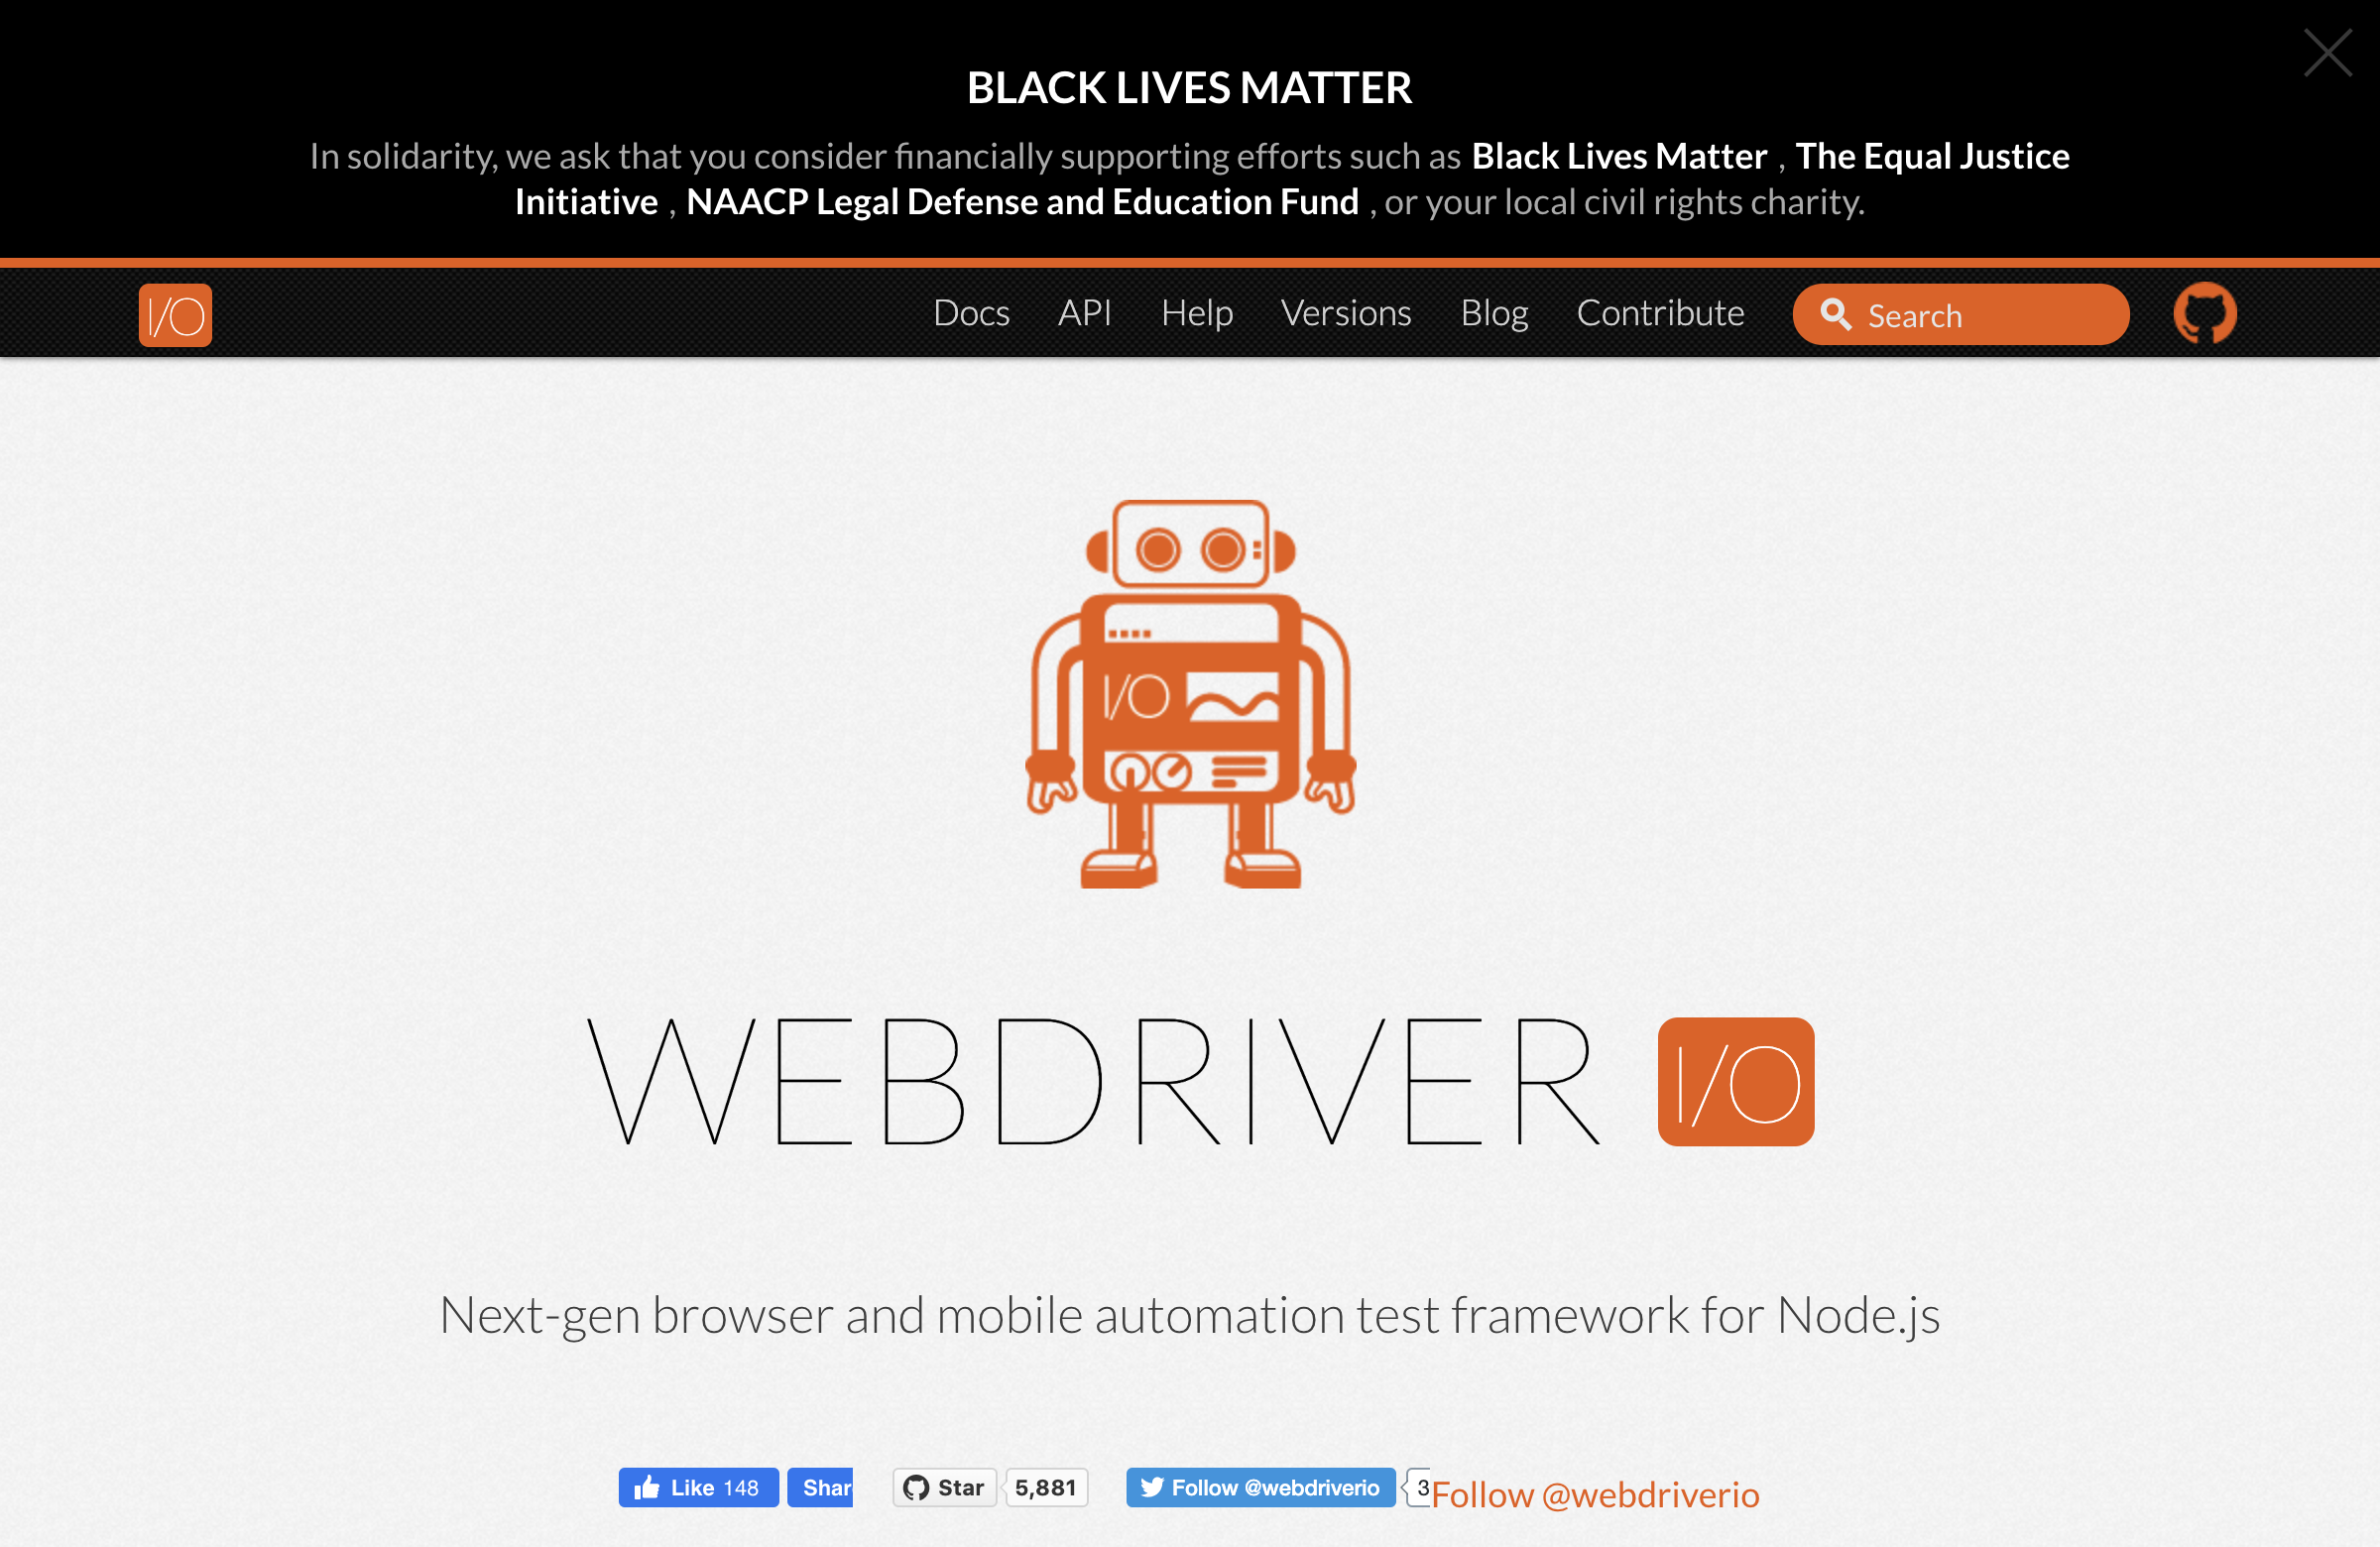 BLACK LIVES MATTER
In solidarity, we ask that you consider financially supporting efforts such as Black Lives Matter , The Equal Justice
Initiative , NAACP Legal Defense and Education Fund , or your local civil rights charity.
I/O Docs API Help Versions Blog Contribute Search
I/O
WEBDRIVER I/O
Next-gen browser and mobile automation test framework for Node.js
Like 148 Shar Star 5,881 Follow @webdriverio 3 Follow @webdriverio